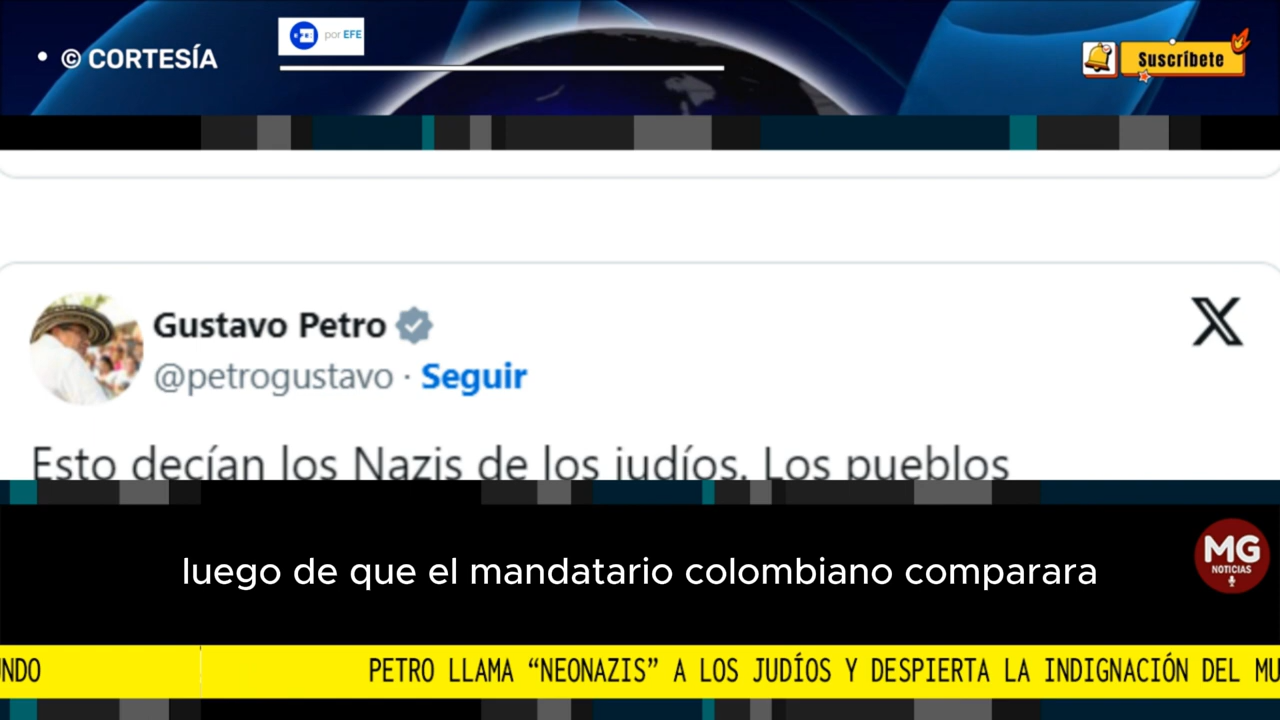 • © CORTESÍA
por EFE
Suscríbete
Gustavo Petro
@petrogustavo · Seguir
Esto decían los Nazis de los judíos. Los pueblos
luego de que el mandatario colombiano comparara
MG
NOTICIAS
NDO PETRO LLAMA “NEONAZIS” A LOS JUDÍOS Y DESPIERTA LA INDIGNACIÓN DEL MU